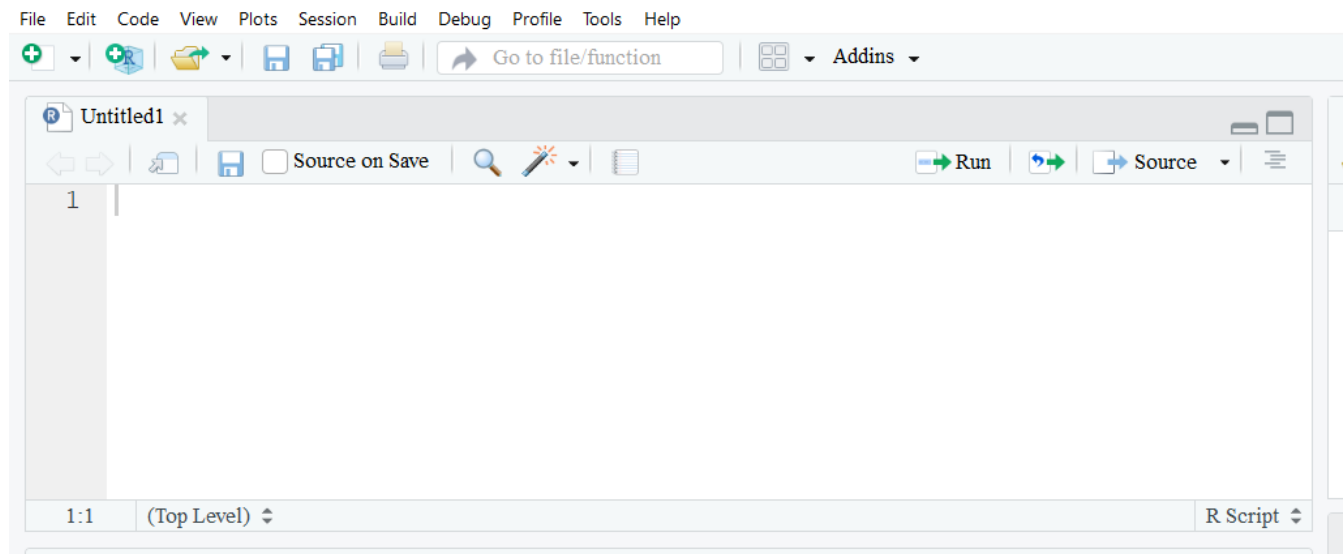 File Edit Code View Plots Session Build Debug Profile Tools Help
R Go to file/function Addins
R Untitled1
Source on Save Run Source
1
1:1 (Top Level) R Script